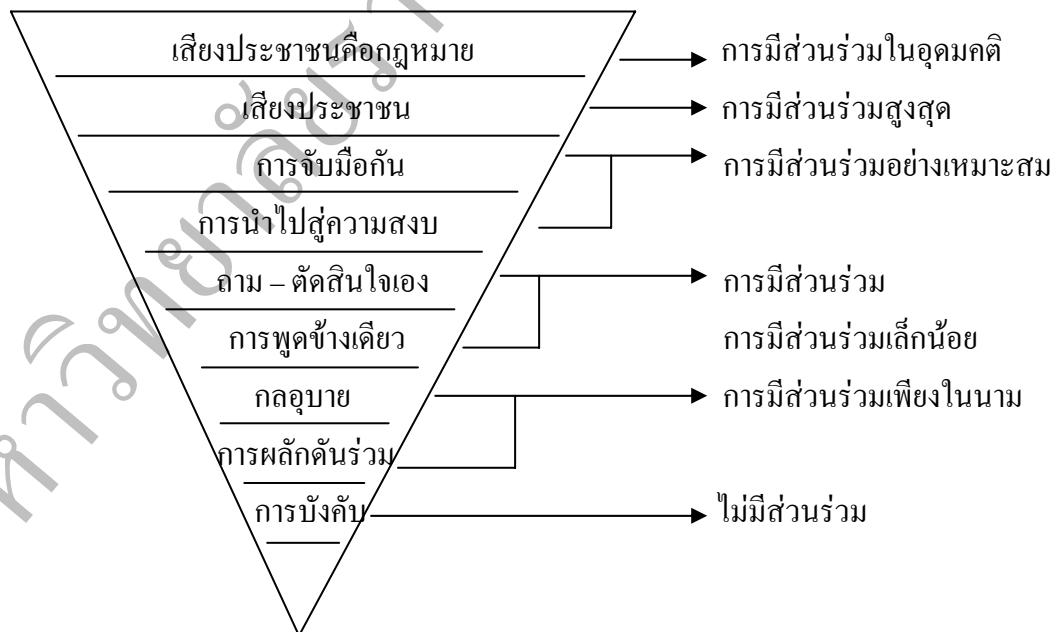 เสียงประชาชนคือกฎหมาย การมีส่วนร่วมในอุดมคติ
เสียงประชาชน การมีส่วนร่วมสูงสุด
การจับมือกัน การมีส่วนร่วมอย่างเหมาะสม
การนำไปสู่ความสงบ
ถาม – ตัดสินใจเอง การมีส่วนร่วม
การพูดข้างเดียว การมีส่วนร่วมเล็กน้อย
กลอุบาย การมีส่วนร่วมเพียงในนาม
การผลักดันร่วม
การบังคับ ไม่มีส่วนร่วม